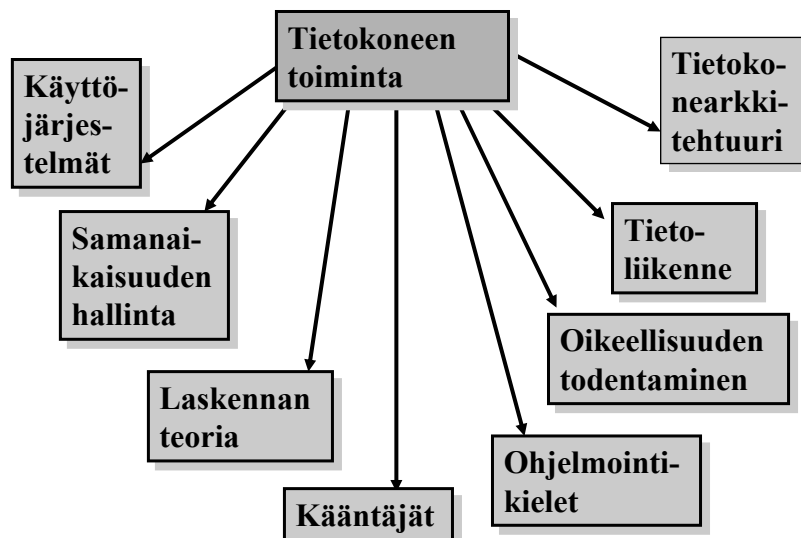 Tietokoneen
toiminta
Käyttö-
järjes-
telmät
Tietoko-
nearkki-
tehtuuri
Samanai-
kaisuuden
hallinta
Tieto-
liikenne
Oikeellisuuden
todentaminen
Laskennan
teoria
Ohjelmointi-
kielet
Kääntäjät